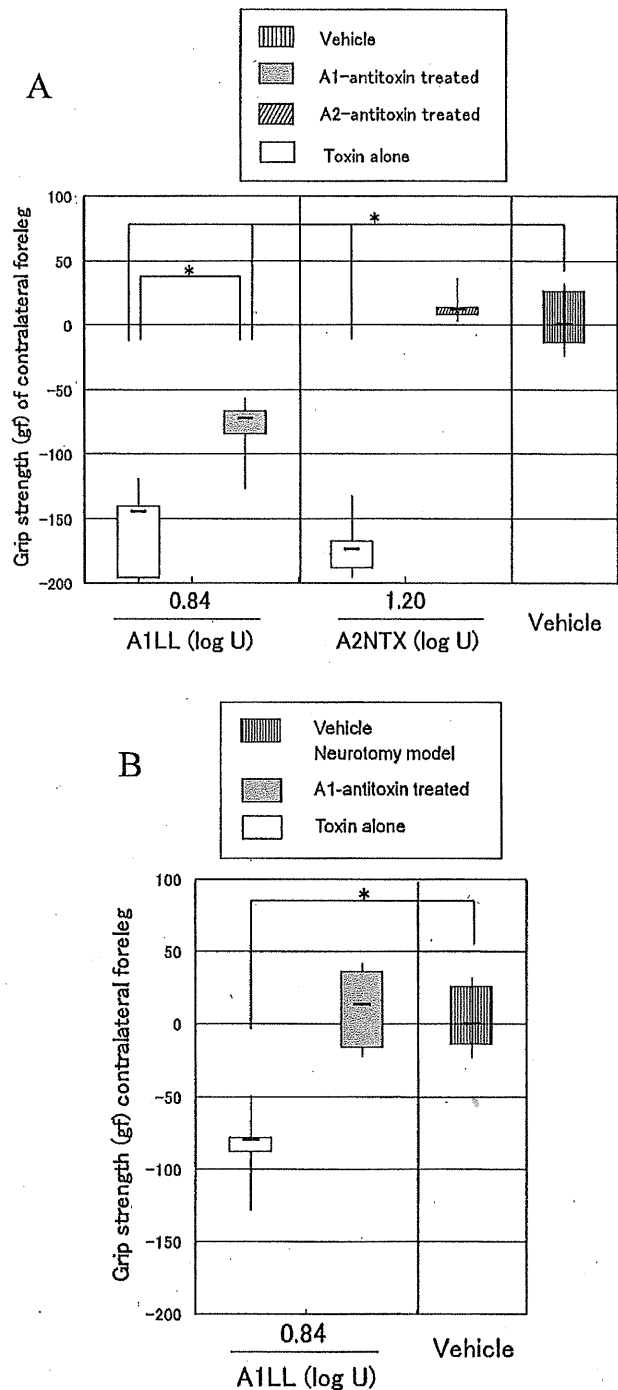 A
Vehicle
A1-antitoxin treated
A2-antitoxin treated
Toxin alone
Grip strength (gf) of contralateral foreleg
100
50
0
-50
-100
-150
-200
*
*
0.84
1.20
A1LL (log U)
A2NTX (log U)
Vehicle
B
Vehicle
Neurotomy model
A1-antitoxin treated
Toxin alone
Grip strength (gf) contralateral foreleg
100
50
0
-50
-100
-150
-200
*
0.84
A1LL (log U)
Vehicle